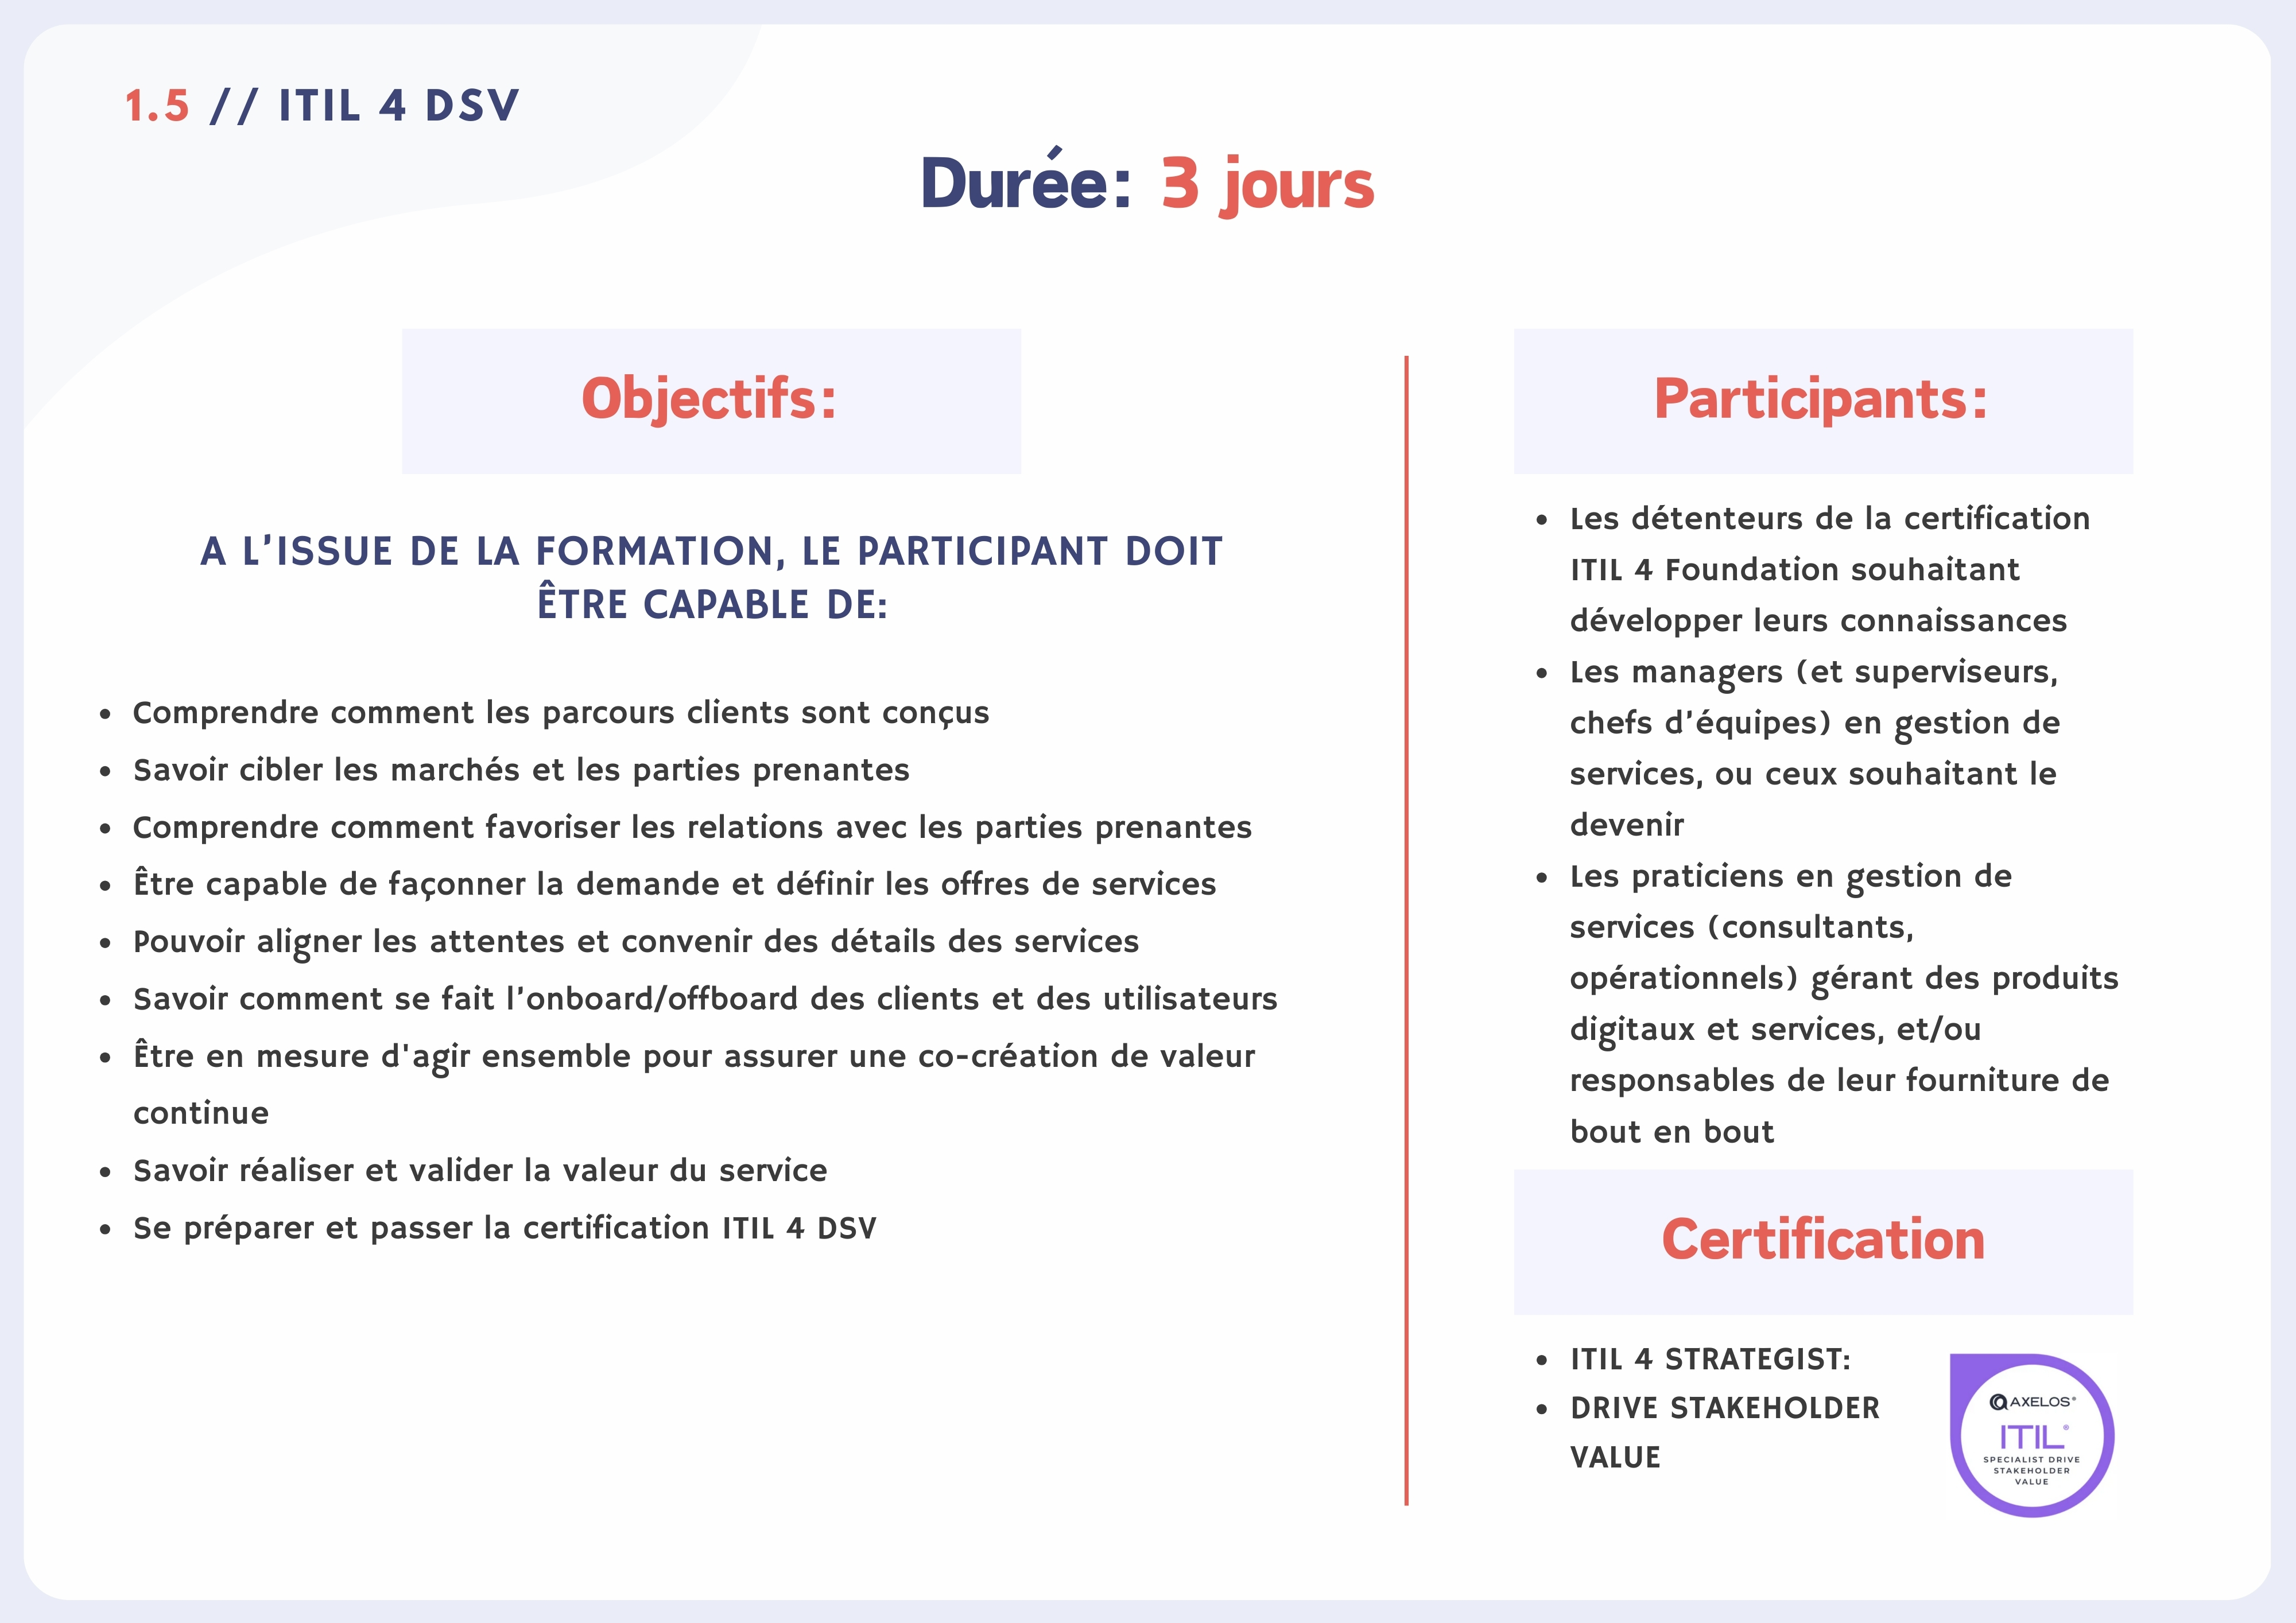 1.5 // ITIL 4 DSV
Durée: 3 jours
Objectifs:
A L’ISSUE DE LA FORMATION, LE PARTICIPANT DOIT
ÊTRE CAPABLE DE:
• Comprendre comment les parcours clients sont conçus
• Savoir cibler les marchés et les parties prenantes
• Comprendre comment favoriser les relations avec les parties prenantes
• Être capable de façonner la demande et définir les offres de services
• Pouvoir aligner les attentes et convenir des détails des services
• Savoir comment se fait l’onboard/offboard des clients et des utilisateurs
• Être en mesure d'agir ensemble pour assurer une co-création de valeur
continue
• Savoir réaliser et valider la valeur du service
• Se préparer et passer la certification ITIL 4 DSV
Participants:
• Les détenteurs de la certification
ITIL 4 Foundation souhaitant
développer leurs connaissances
• Les managers (et superviseurs,
chefs d’équipes) en gestion de
services, ou ceux souhaitant le
devenir
• Les praticiens en gestion de
services (consultants,
opérationnels) gérant des produits
digitaux et services, et/ou
responsables de leur fourniture de
bout en bout
Certification
• ITIL 4 STRATEGIST:
• DRIVE STAKEHOLDER
VALUE
AXELOS®
ITIL®
SPECIALIST DRIVE
STAKEHOLDER
VALUE